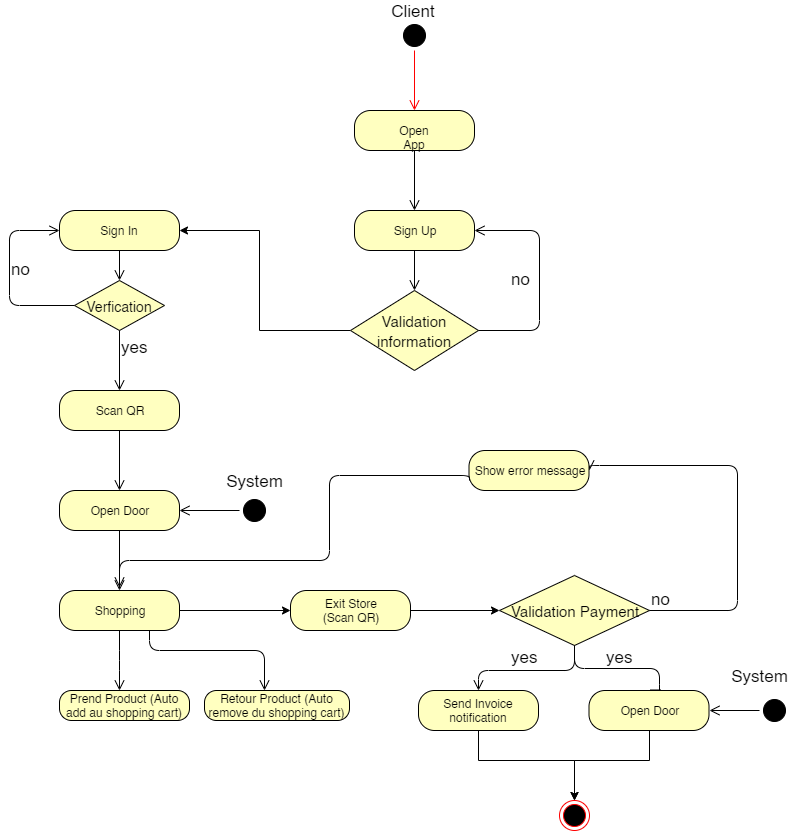 Client
Open
App
Sign In
Sign Up
no
no
Verfication
Validation
information
yes
Scan QR
Show error message
System
Open Door
Shopping
Exit Store
(Scan QR)
Validation Payment
no
yes
yes
System
Prend Product (Auto
add au shopping cart)
Retour Product (Auto
remove du shopping cart)
Send Invoice
notification
Open Door